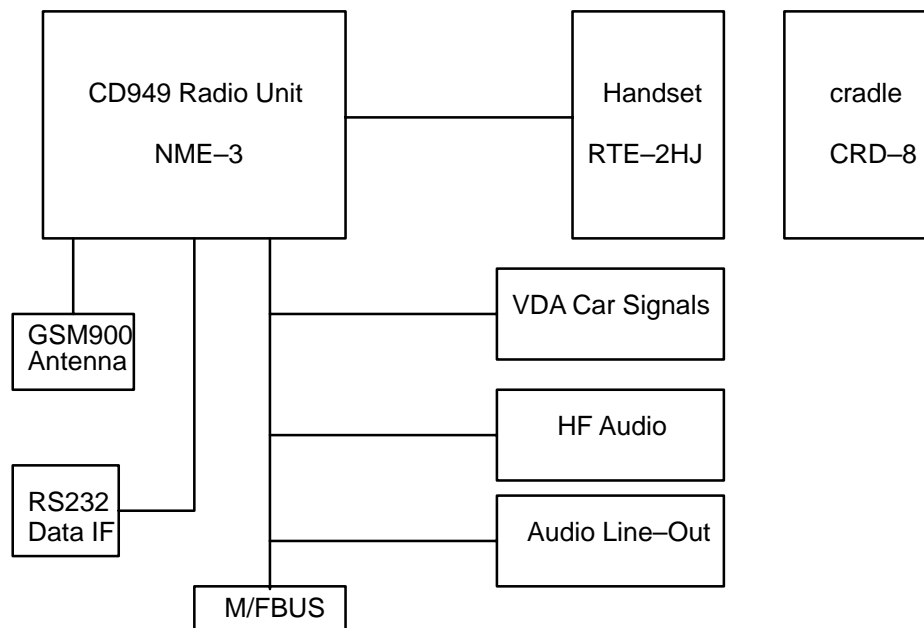 CD949 Radio Unit
NME–3
Handset
RTE–2HJ
cradle
CRD–8
VDA Car Signals
GSM900
Antenna
HF Audio
RS232
Data IF
Audio Line–Out
M/FBUS